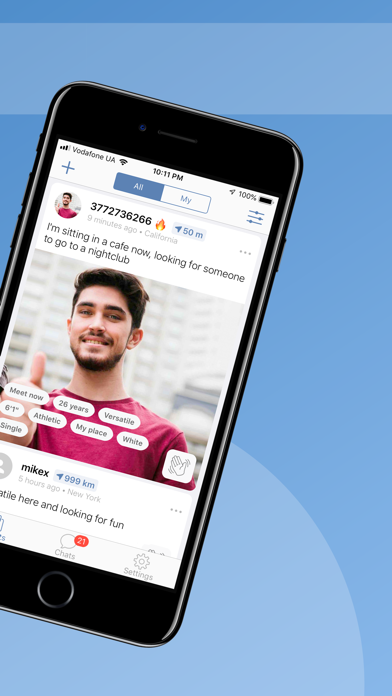 Vodafone UA
10:11 PM
100%
+
All
My
3772736266 🔥 50 m
9 minutes ago • California
I'm sitting in a cafe now, looking for someone
to go to a nightclub
Meet now
26 years
Versatile
6'1"
Athletic
My place
White
Single
mikex 999 km
5 hours ago • New York
here and looking for fun
21
Chats
Settings